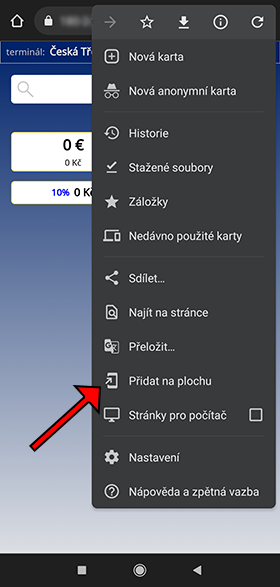 terminál: Česká Tř
0 €
0 Kč
10% 0 Kč
Nová karta
Nová anonymní karta
Historie
Stažené soubory
Záložky
Nedávno použité karty
Sdílet…
Najít na stránce
Přeložit…
Přidat na plochu
Stránky pro počítač
Nastavení
Nápověda a zpětná vazba